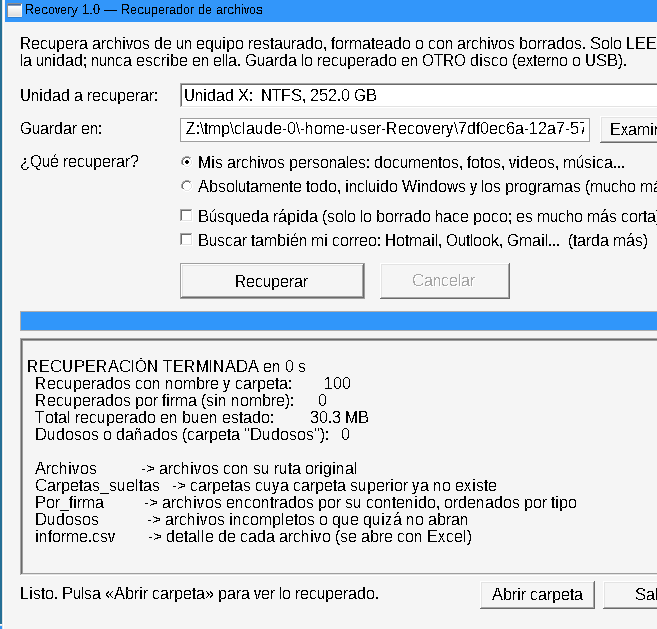 Recovery 1.0 — Recuperador de archivos
Recupera archivos de un equipo restaurado, formateado o con archivos borrados. Solo LEE
la unidad; nunca escribe en ella. Guarda lo recuperado en OTRO disco (externo o USB).
Unidad a recuperar: Unidad X: NTFS, 252.0 GB
Guardar en: Z:\tmp\claude-0\-home-user-Recovery\7df0ec6a-12a7-57 Examin
¿Qué recuperar? Mis archivos personales: documentos, fotos, videos, música...
Absolutamente todo, incluido Windows y los programas (mucho má
Búsqueda rápida (solo lo borrado hace poco; es mucho más corta)
Buscar también mi correo: Hotmail, Outlook, Gmail... (tarda más)
Recuperar Cancelar
RECUPERACIÓN TERMINADA en 0 s
Recuperados con nombre y carpeta: 100
Recuperados por firma (sin nombre): 0
Total recuperado en buen estado: 30.3 MB
Dudosos o dañados (carpeta "Dudosos"): 0
Archivos -> archivos con su ruta original
Carpetas_sueltas -> carpetas cuya carpeta superior ya no existe
Por_firma -> archivos encontrados por su contenido, ordenados por tipo
Dudosos -> archivos incompletos o que quizá no abran
informe.csv -> detalle de cada archivo (se abre con Excel)
Listo. Pulsa «Abrir carpeta» para ver lo recuperado. Abrir carpeta Sal